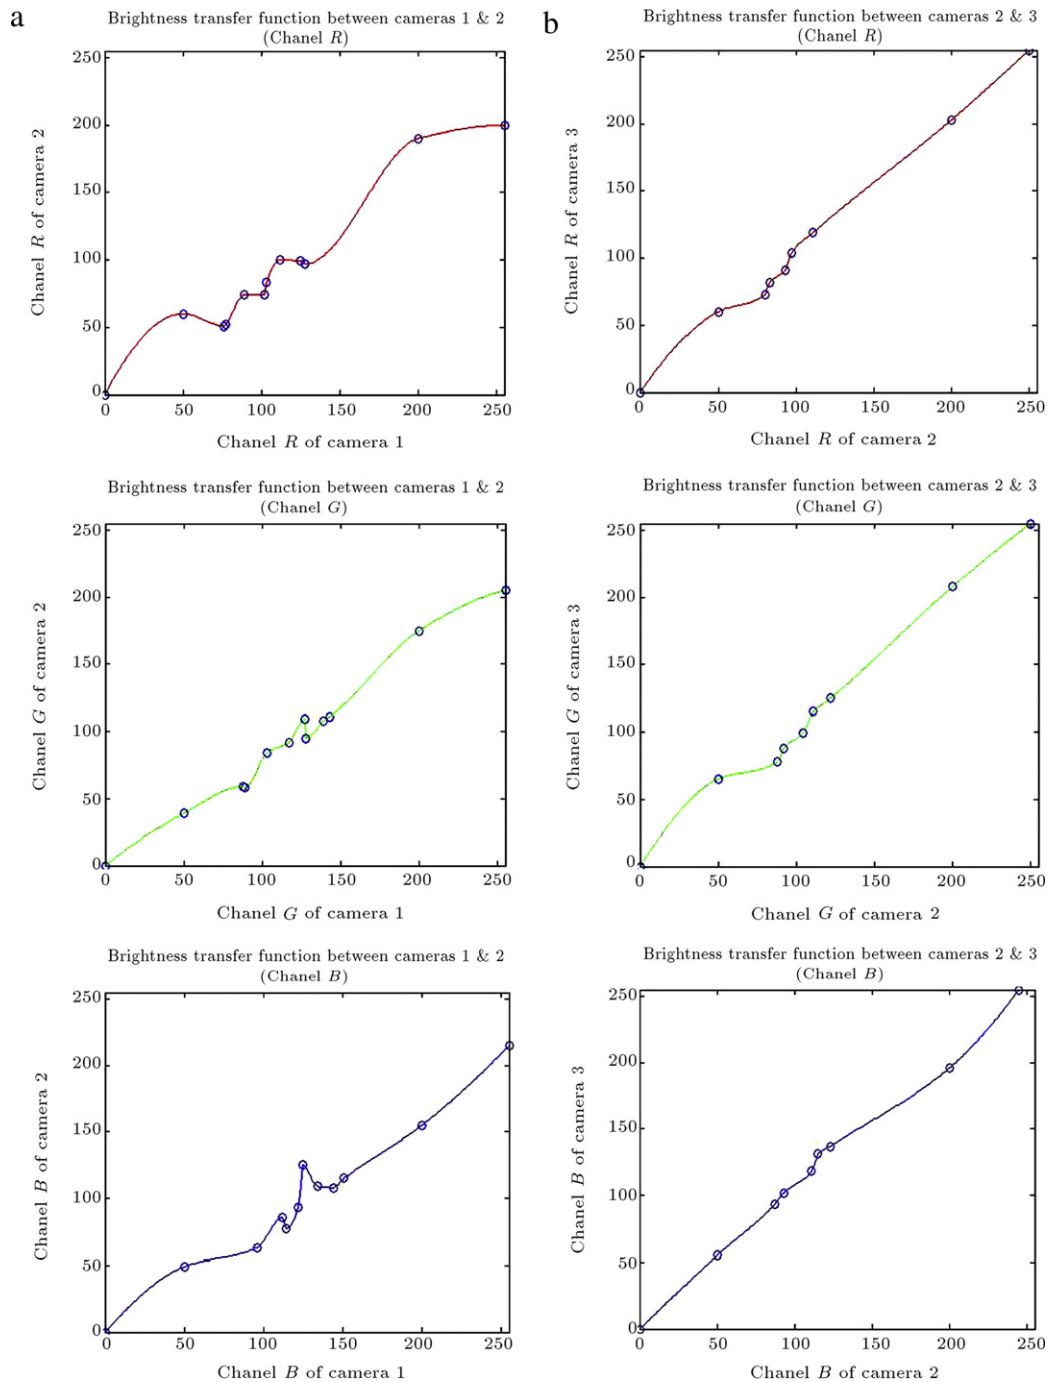 a
Brightness transfer function between cameras 1 & 2
(Chanel R)
250
200
150
100
50
0
Chanel R of camera 2
0 50 100 150 200 250
Chanel R of camera 1
b
Brightness transfer function between cameras 2 & 3
(Chanel R)
250
200
150
100
50
0
Chanel R of camera 3
0 50 100 150 200 250
Chanel R of camera 2
Brightness transfer function between cameras 1 & 2
(Chanel G)
250
200
150
100
50
0
Chanel G of camera 2
0 50 100 150 200 250
Chanel G of camera 1
Brightness transfer function between cameras 2 & 3
(Chanel G)
250
200
150
100
50
0
Chanel G of camera 3
0 50 100 150 200 250
Chanel G of camera 2
Brightness transfer function between cameras 1 & 2
(Chanel B)
250
200
150
100
50
0
Chanel B of camera 2
0 50 100 150 200 250
Chanel B of camera 1
Brightness transfer function between cameras 2 & 3
(Chanel B)
250
200
150
100
50
0
Chanel B of camera 3
0 50 100 150 200 250
Chanel B of camera 2